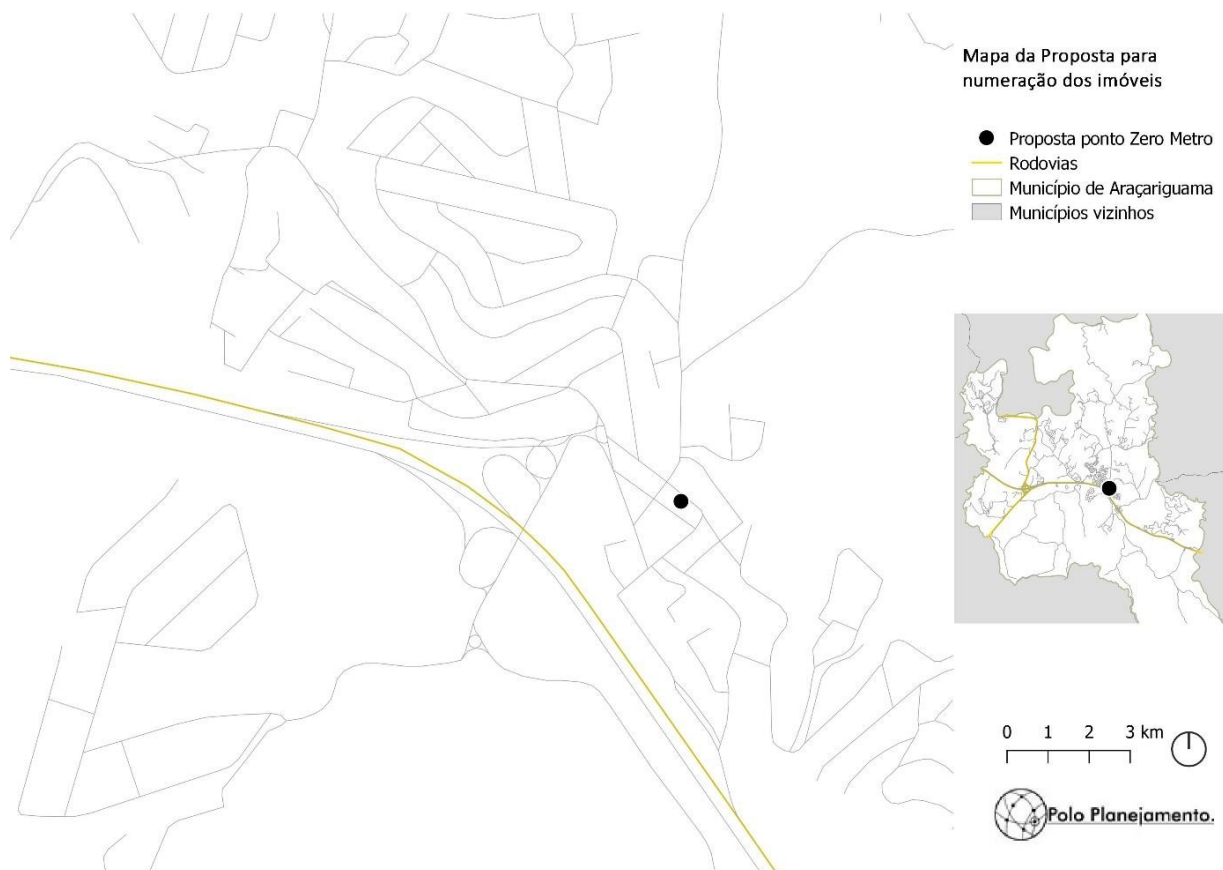 Mapa da Proposta para
numeração dos imóveis
Proposta ponto Zero Metro
Rodovias
Município de Araçariguama
Municípios vizinhos
0 1 2 3 km
Polo Planejamento.